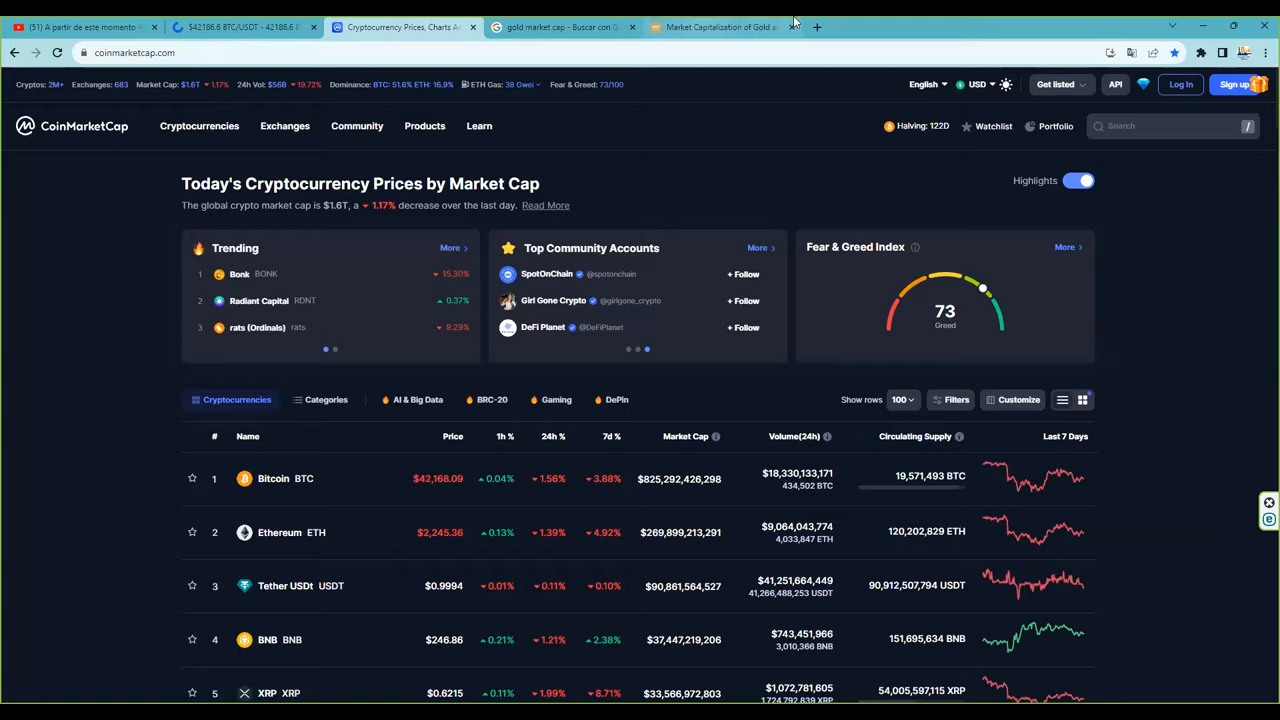 (51) A partir de este momento
$42186.6 BTC/USDT - 42186.6 B
Cryptocurrency Prices, Charts A
gold market cap - Buscar con G
Market Capitalization of Gold a
coinmarketcap.com
Cryptos: 2M+ Exchanges: 683 Market Cap: $1.6T 1.17% 24h Vol: $56B 19.72% Dominance: BTC: 51.6% ETH: 16.9% ETH Gas: 38 Gwei Fear & Greed: 73/100
English USD Get listed API Log In Sign up
CoinMarketCap Cryptocurrencies Exchanges Community Products Learn Halving: 122D Watchlist Portfolio Search /
Today's Cryptocurrency Prices by Market Cap
Highlights
The global crypto market cap is $1.6T, a 1.17% decrease over the last day. Read More
Trending More >
1 Bonk BONK 15.30%
2 Radiant Capital RDNT 0.37%
3 rats (Ordinals) rats 9.29%
Top Community Accounts More >
SpotOnChain @spotonchain + Follow
Girl Gone Crypto @girlgone_crypto + Follow
DeFi Planet @DeFiPlanet + Follow
Fear & Greed Index More >
73
Greed
Cryptocurrencies Categories AI & Big Data BRC-20 Gaming DePin Show rows 100 Filters Customize
# Name Price 1h % 24h % 7d % Market Cap Volume(24h) Circulating Supply Last 7 Days
1 Bitcoin BTC $42,168.09 0.04% 1.56% 3.88% $825,292,426,298 $18,330,133,171 19,571,493 BTC
434,502 BTC
2 Ethereum ETH $2,245.36 0.13% 1.39% 4.92% $269,899,213,291 $9,064,043,774 120,202,829 ETH
4,033,847 ETH
3 Tether USDt USDT $0.9994 0.01% 0.11% 0.10% $90,861,564,527 $41,251,664,449 90,912,507,794 USDT
41,266,488,253 USDT
4 BNB BNB $246.86 0.21% 1.21% 2.38% $37,447,219,206 $743,451,966 151,695,634 BNB
3,010,366 BNB
5 XRP XRP $0.6215 0.11% 1.99% 8.71% $33,566,972,803 $1,072,781,605 54,005,597,115 XRP
1,724,792,839 XRP